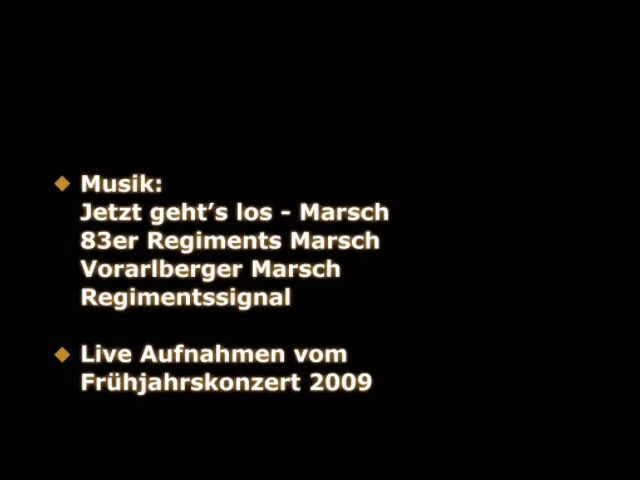 Musik:
Jetzt geht’s los - Marsch
83er Regiments Marsch
Vorarlberger Marsch
Regimentssignal
Live Aufnahmen vom
Frühjahrskonzert 2009